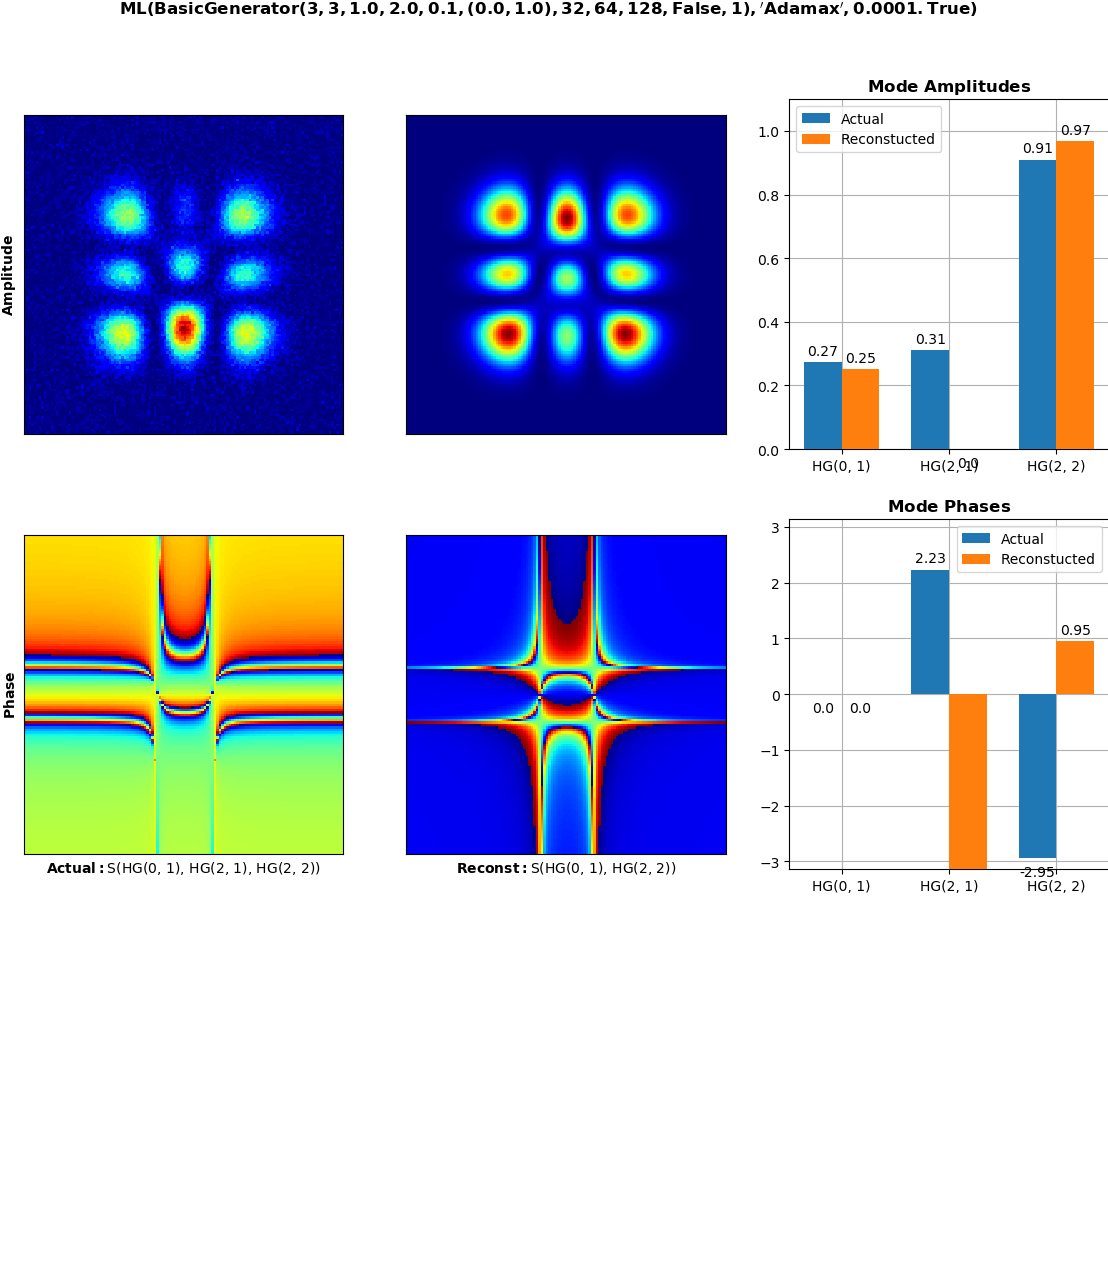 ML(BasicGenerator(3, 3, 1.0, 2.0, 0.1, (0.0, 1.0), 32, 64, 128, False, 1), ′Adamax′, 0.0001. True)
Mode Amplitudes
Actual
Reconstucted
1.0
0.8
0.6
0.4
0.2
0.0
0.27
0.25
0.31
0.0
0.91
0.97
HG(0, 1)
HG(2, 1)
HG(2, 2)
Amplitude
Mode Phases
Actual
Reconstucted
3
2
1
0
−1
−2
−3
0.0
0.0
2.23
-2.95
0.95
HG(0, 1)
HG(2, 1)
HG(2, 2)
Phase
Actual: S(HG(0, 1), HG(2, 1), HG(2, 2))
Reconst: S(HG(0, 1), HG(2, 2))